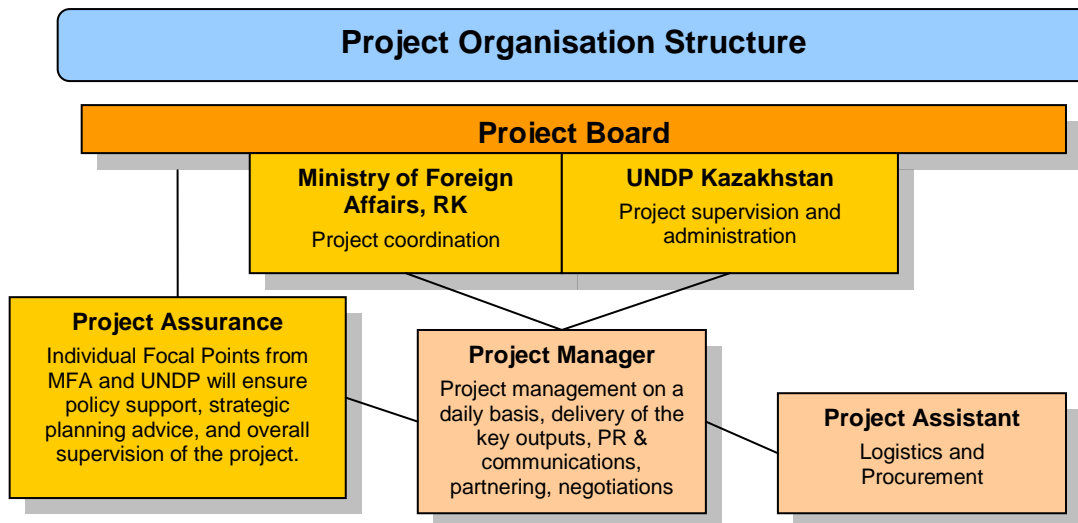 Project Organisation Structure
Project Board
Ministry of Foreign
Affairs, RK
Project coordination
UNDP Kazakhstan
Project supervision and
administration
Project Assurance
Individual Focal Points from
MFA and UNDP will ensure
policy support, strategic
planning advice, and overall
supervision of the project.
Project Manager
Project management on a
daily basis, delivery of the
key outputs, PR &
communications,
partnering, negotiations
Project Assistant
Logistics and
Procurement